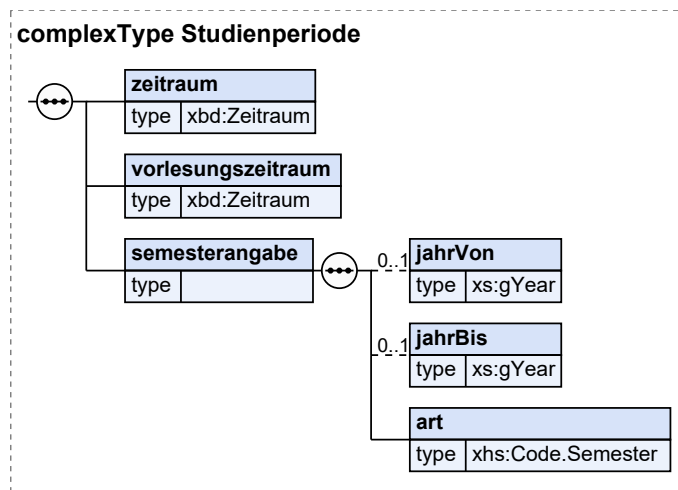 complexType Studienperiode
zeitraum
type xbd:Zeitraum
vorlesungszeitraum
type xbd:Zeitraum
semesterangabe
type
0..1
jahrVon
type xs:gYear
0..1
jahrBis
type xs:gYear
art
type xhs:Code.Semester